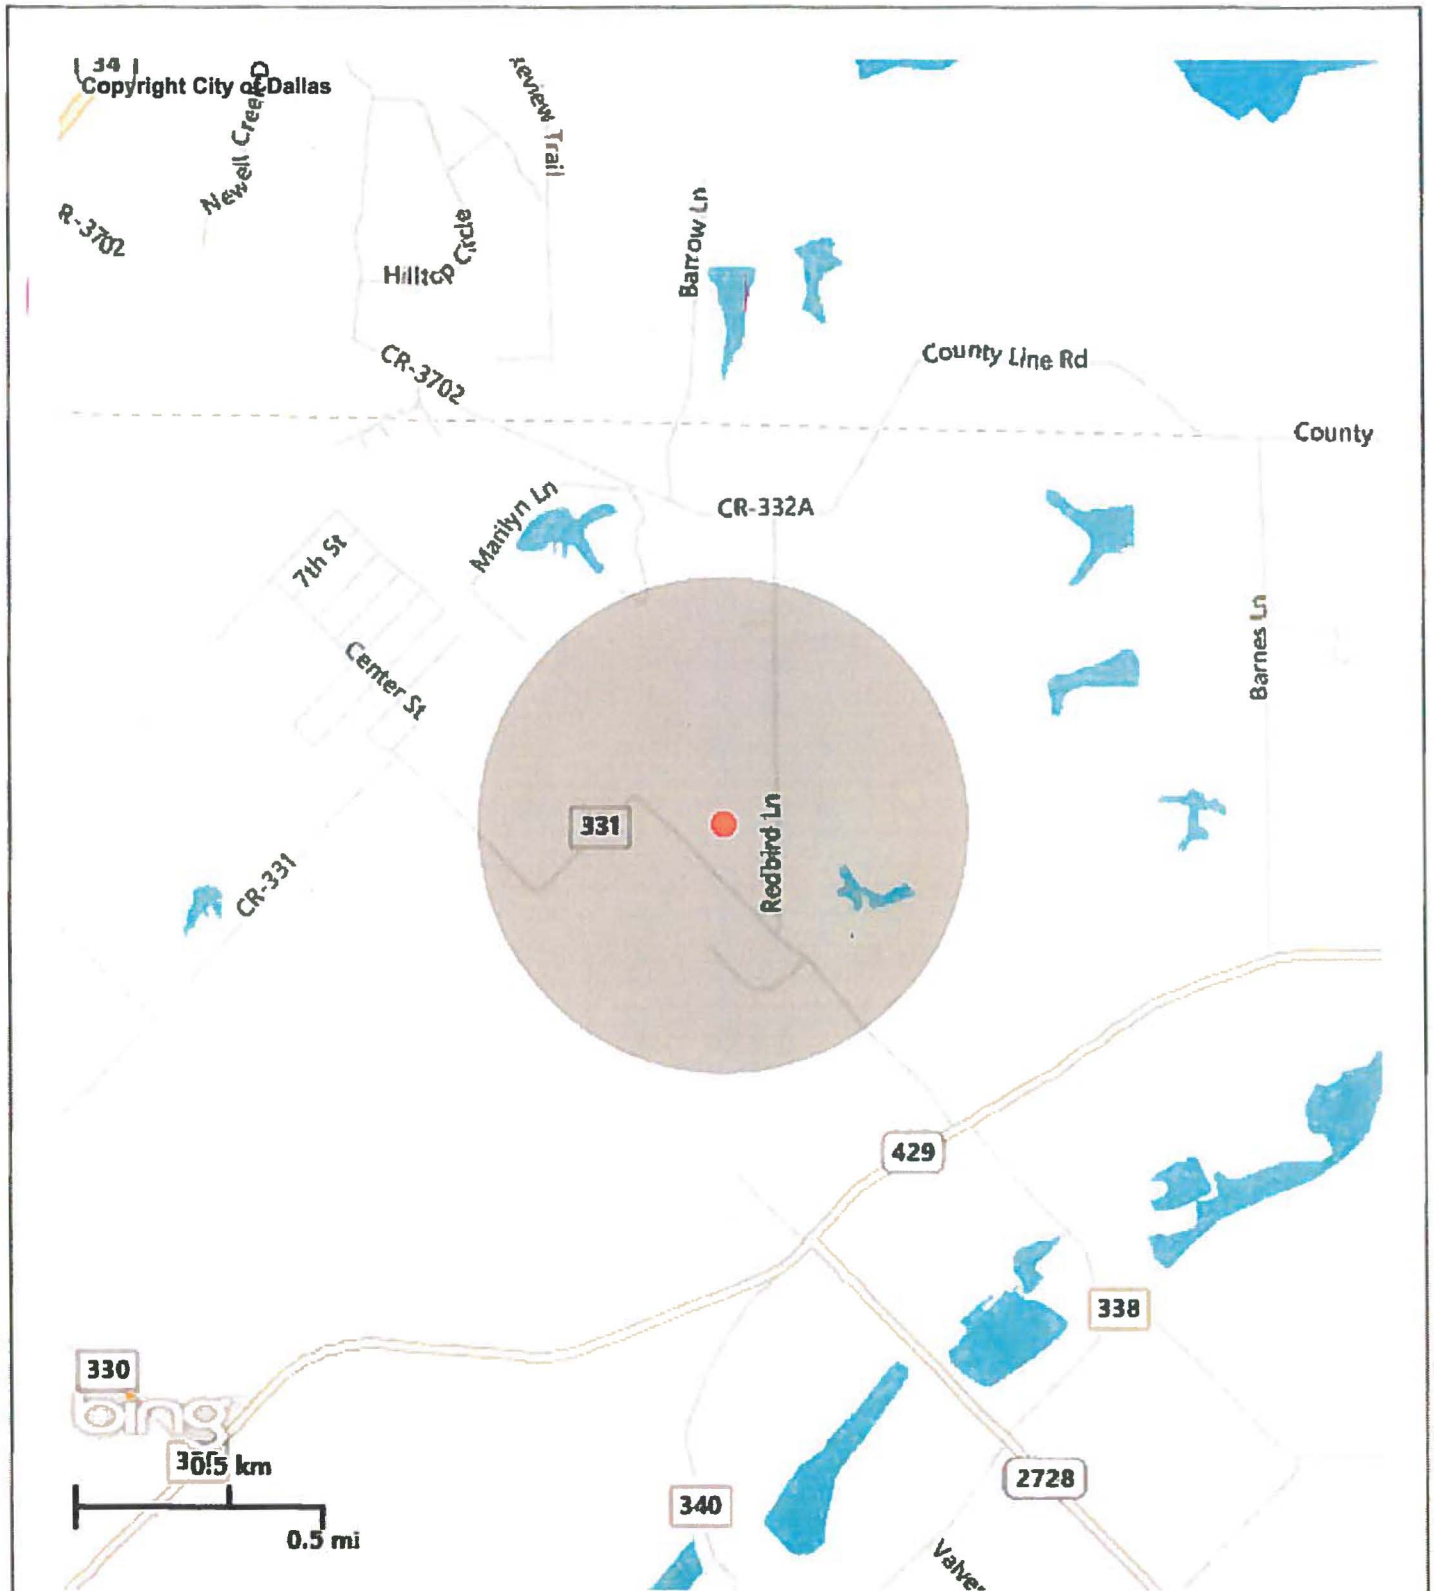 34
Copyright City of Dallas
Newell Creek D
Trail
R-3702
Hilltop Circle
Barrow Ln
CR-3702
County Line Rd
County
Marilyn Ln
CR-332A
7th St
Center St
Barnes Ln
331
Redbird Ln
CR-331
429
338
330
bing
0.5 km
2728
340
0.5 mi